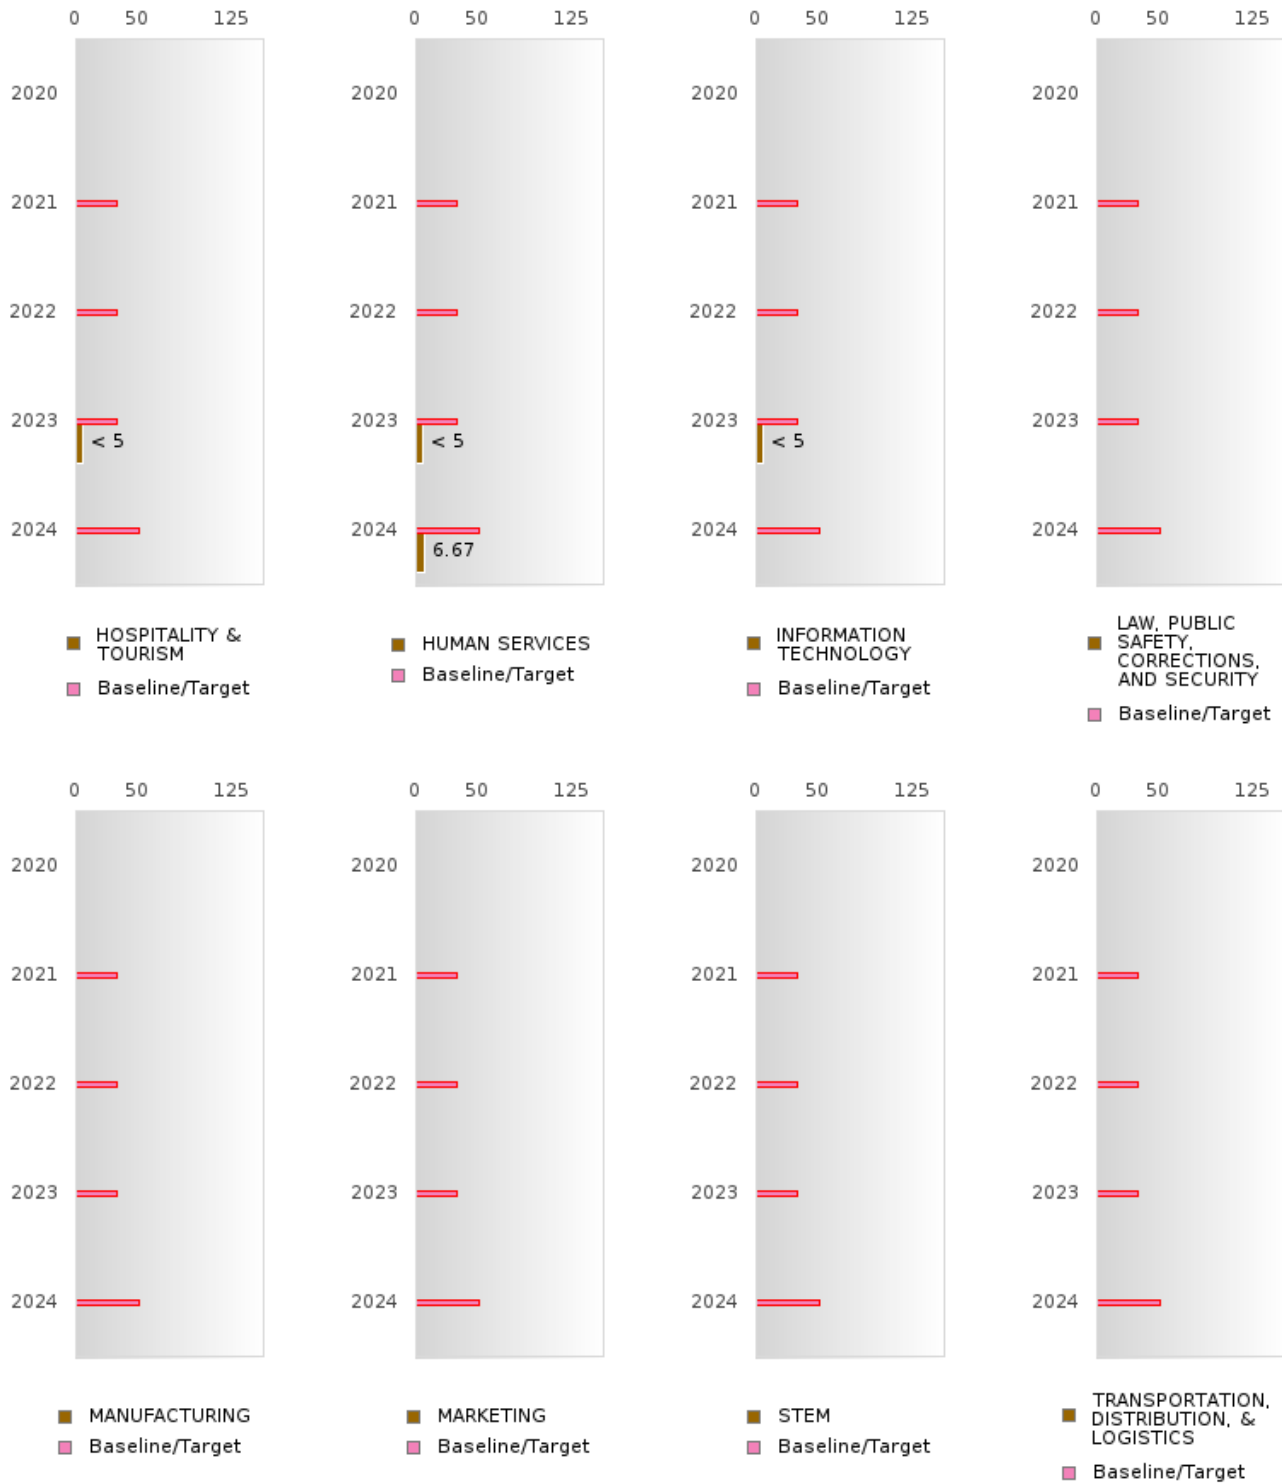 0 50 125 0 50 125 0 50 125 0 50 125
2020 2020 2020 2020
2021 2021 2021 2021
2022 2022 2022 2022
2023 2023 2023 2023
< 5 < 5 < 5
2024 2024 2024 2024
6.67
HOSPITALITY &
TOURISM
Baseline/Target
HUMAN SERVICES
Baseline/Target
INFORMATION
TECHNOLOGY
Baseline/Target
LAW, PUBLIC
SAFETY,
CORRECTIONS,
AND SECURITY
Baseline/Target
0 50 125 0 50 125 0 50 125 0 50 125
2020 2020 2020 2020
2021 2021 2021 2021
2022 2022 2022 2022
2023 2023 2023 2023
2024 2024 2024 2024
MANUFACTURING
Baseline/Target
MARKETING
Baseline/Target
STEM
Baseline/Target
TRANSPORTATION,
DISTRIBUTION, &
LOGISTICS
Baseline/Target